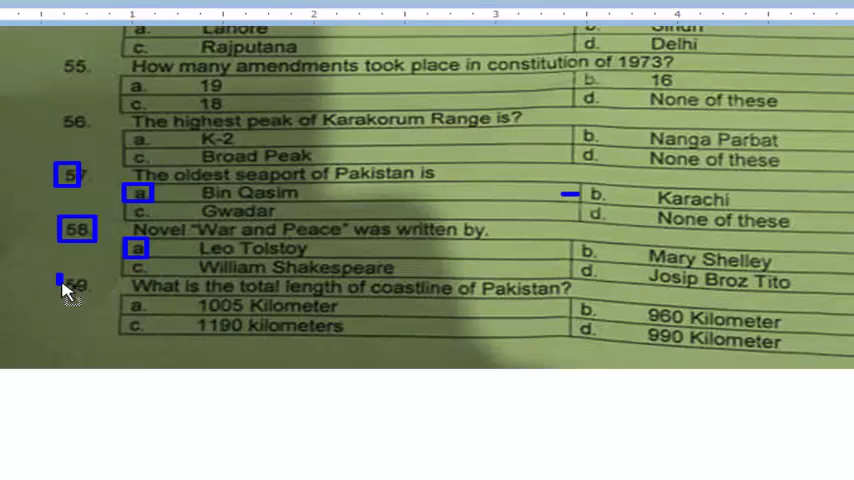 1 2 3 4
a. Lahore b. Sindh
c. Rajputana d. Delhi
55. How many amendments took place in constitution of 1973?
a. 19 b. 16
c. 18 d. None of these
56. The highest peak of Karakorum Range is?
a. K-2 b. Nanga Parbat
c. Broad Peak d. None of these
57. The oldest seaport of Pakistan is
a. Bin Qasim b. Karachi
c. Gwadar d. None of these
58. Novel "War and Peace" was written by.
a Leo Tolstoy b. Mary Shelley
c. William Shakespeare d. Josip Broz Tito
59. What is the total length of coastline of Pakistan?
a. 1005 Kilometer b. 960 Kilometer
c. 1190 kilometers d. 990 Kilometer